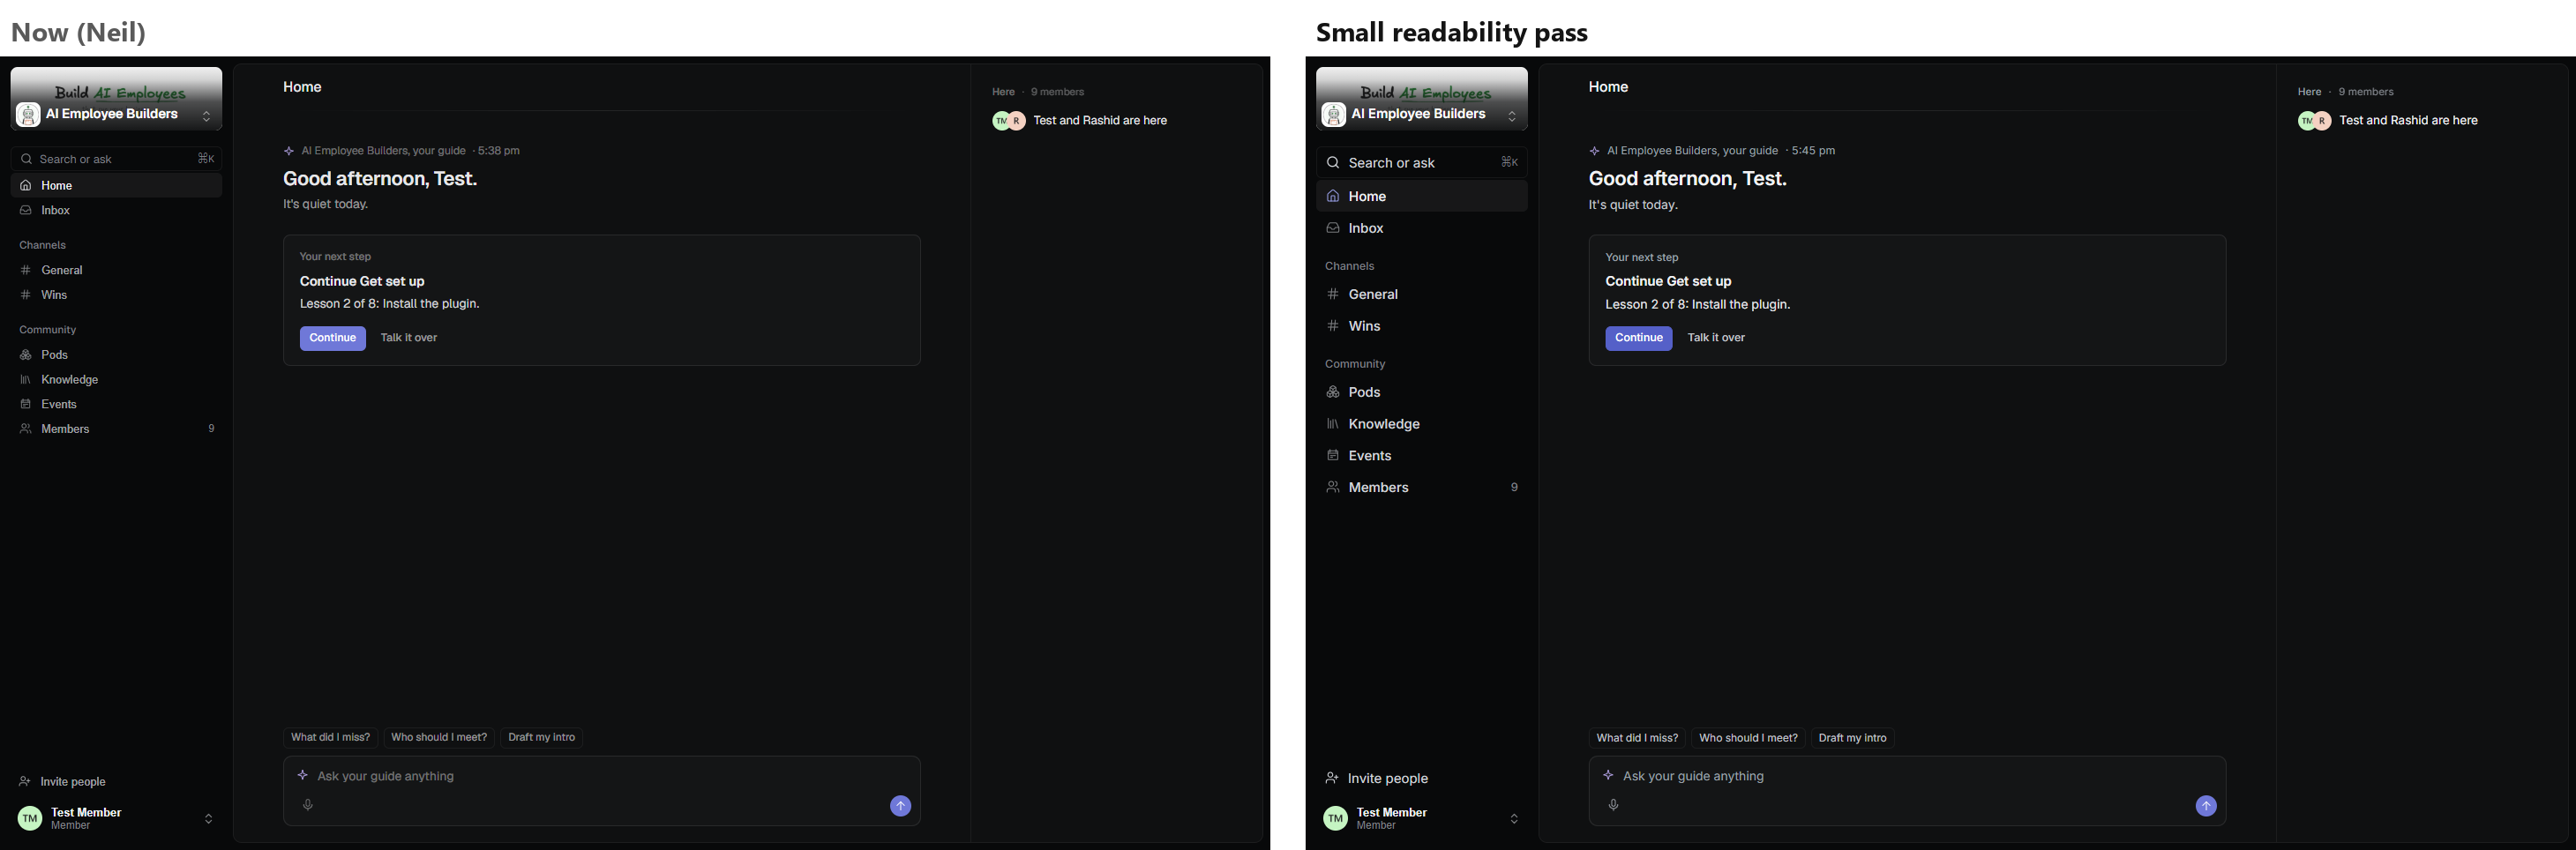 Now (Neil)
Build AI Employees
AI Employee Builders
Search or ask ⌘K
Home
Inbox
Channels
General
Wins
Community
Pods
Knowledge
Events
Members 9
Invite people
TM Test Member
Member
Home
AI Employee Builders, your guide · 5:38 pm
Good afternoon, Test.
It's quiet today.
Your next step
Continue Get set up
Lesson 2 of 8: Install the plugin.
Continue Talk it over
What did I miss? Who should I meet? Draft my intro
Ask your guide anything
Here · 9 members
TM R Test and Rashid are here
Small readability pass
Build AI Employees
AI Employee Builders
Search or ask ⌘K
Home
Inbox
Channels
General
Wins
Community
Pods
Knowledge
Events
Members 9
Invite people
TM Test Member
Member
Home
AI Employee Builders, your guide · 5:45 pm
Good afternoon, Test.
It's quiet today.
Your next step
Continue Get set up
Lesson 2 of 8: Install the plugin.
Continue Talk it over
What did I miss? Who should I meet? Draft my intro
Ask your guide anything
Here · 9 members
TM R Test and Rashid are here